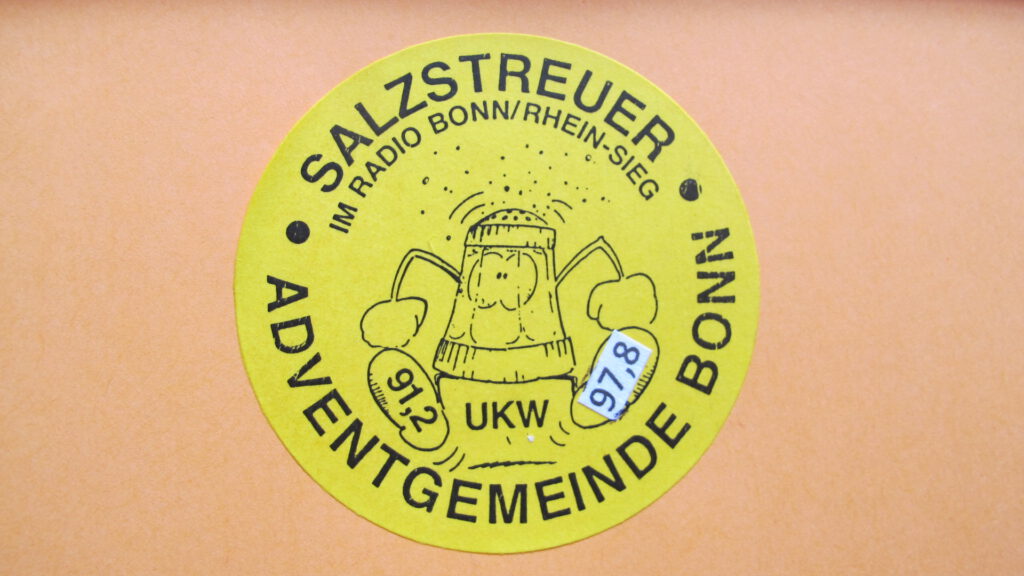 SALZSTREUER
IM RADIO BONN/RHEIN-SIEG
91,2
UKW
97,8
ADVENTGEMEINDE BONN